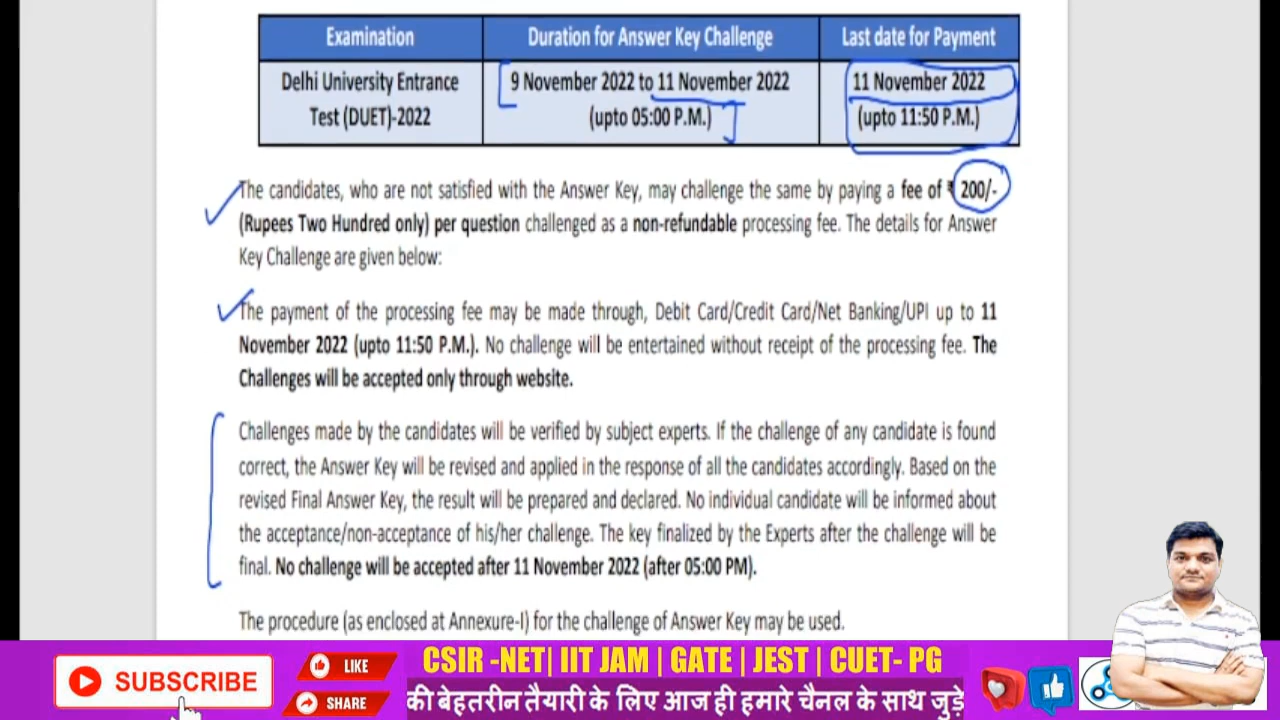 Examination Duration for Answer Key Challenge Last date for Payment
Delhi University Entrance 9 November 2022 to 11 November 2022 11 November 2022
Test (DUET)-2022 (upto 05:00 P.M.) (upto 11:50 P.M.)
The candidates, who are not satisfied with the Answer Key, may challenge the same by paying a fee of ₹ 200/-
(Rupees Two Hundred only) per question challenged as a non-refundable processing fee. The details for Answer
Key Challenge are given below:
The payment of the processing fee may be made through, Debit Card/Credit Card/Net Banking/UPI up to 11
November 2022 (upto 11:50 P.M.). No challenge will be entertained without receipt of the processing fee. The
Challenges will be accepted only through website.
Challenges made by the candidates will be verified by subject experts. If the challenge of any candidate is found
correct, the Answer Key will be revised and applied in the response of all the candidates accordingly. Based on the
revised Final Answer Key, the result will be prepared and declared. No individual candidate will be informed about
the acceptance/non-acceptance of his/her challenge. The key finalized by the Experts after the challenge will be
final. No challenge will be accepted after 11 November 2022 (after 05:00 PM).
The procedure (as enclosed at Annexure-I) for the challenge of Answer Key may be used.
SUBSCRIBE
LIKE
SHARE
CSIR -NET| IIT JAM | GATE | JEST | CUET- PG
की बेहतरीन तैयारी के लिए आज ही हमारे चैनल के साथ जुड़े